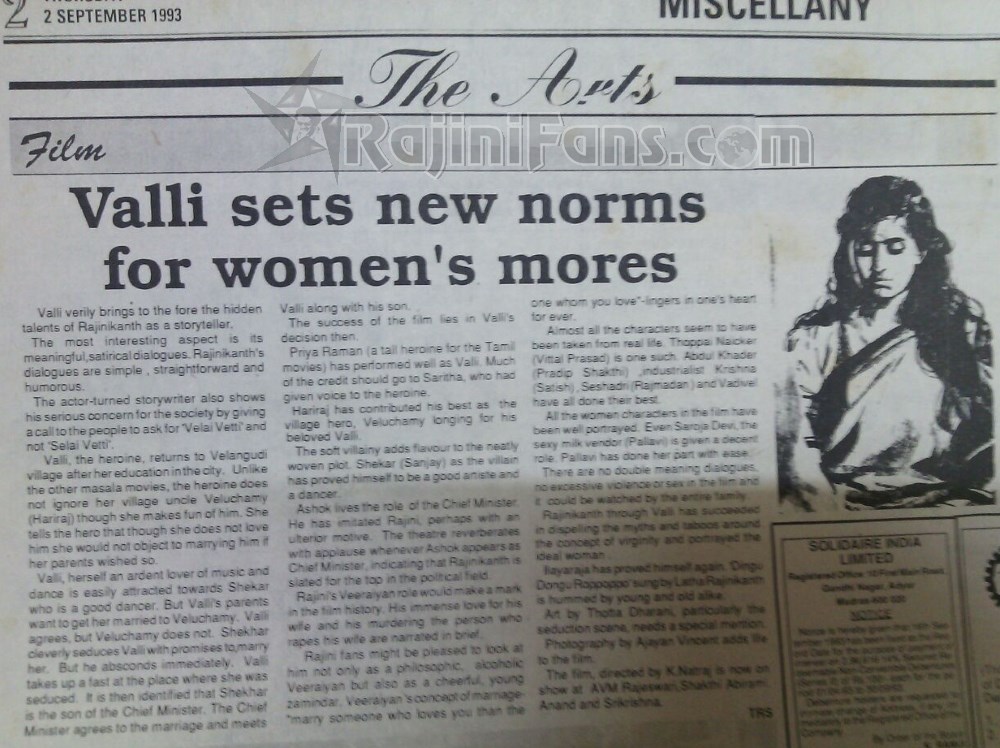 2
THURSDAY
2 SEPTEMBER 1993
MISCELLANY
The Arts
RajiniFans.com
Film
Valli sets new norms
for women's mores
Valli verily brings to the fore the hidden
talents of Rajinikanth as a storyteller.
The most interesting aspect is its
meaningful,satirical dialogues. Rajinikanth's
dialogues are simple , straightforward and
humorous.
The actor-turned storywriter also shows
his serious concern for the society by giving
a call to the people to ask for 'Velai Vetti' and
not 'Selai Vetti'.
Valli, the heroine, returns to Velangudi
village after her education in the city. Unlike
the other masala movies, the heroine does
not ignore her village uncle Veluchamy
(Hariraj) though she makes fun of him. She
tells the hero that though she does not love
him she would not object to marrying him if
her parents wished so.
Valli, herself an ardent lover of music and
dance is easily attracted towards Shekar
who is a good dancer. But Valli's parents
want to get her married to Veluchamy. Valli
agrees, but Veluchamy does not. Shekhar
cleverly seduces Valli with promises to,marry
her. But he absconds immediately. Valli
takes up a fast at the place where she was
seduced. It is then identified that Shekhar
is the son of the Chief Minister. The Chief
Minister agrees to the marriage and meets
Valli along with his son.
The success of the film lies in Valli's
decision then.
Priya Raman (a tall heroine for the Tamil
movies) has performed well as Valli. Much
of the credit should go to Saritha, who had
given voice to the heroine.
Hariraj has contributed his best as the
village hero, Veluchamy longing for his
beloved Valli.
The soft villainy adds flavour to the neatly
woven plot. Shekar (Sanjay) as the villain
has proved himself to be a good artiste and
a dancer.
Ashok lives the role of the Chief Minister.
He has imitated Rajini, perhaps with an
ulterior motive. The theatre reverberates
with applause whenever Ashok appears as
Chief Minister, indicating that Rajinikanth is
slated for the top in the political field.
Rajini's Veeraiyan role would make a mark
in the film history. His immense love for his
wife and his murdering the person who
rapes his wife are narrated in brief.
Rajini fans might be pleased to look at
him not only as a philosophic, alcoholic
Veeraiyan but also as a cheerful, young
zamindar. Veeraiyan's concept of marriage-
"marry someone who loves you than the
one whom you love"-lingers in one's heart
for ever.
Almost all the characters seem to have
been taken from real life. Thoppai Naicker
(Vittal Prasad) is one such. Abdul Khader
(Pradip Shakthi) ,industrialist Krishna
(Satish), Seshadri (Rajmadan) and Vadivel
have all done their best.
All the women characters in the film have
been well portrayed. Even Saroja Devi, the
sexy milk vendor (Pallavi) is given a decent
role. Pallavi has done her part with ease.
There are no double meaning dialogues,
no excessive violence or sex in the film and
it could be watched by the entire family.
Rajinikanth through Valli has succeeded
in dispelling the myths and taboos around
the concept of virginity and portrayed the
ideal woman.
Ilayaraja has proved himself again. 'Dingu
Dongu Roppoppo' sung by Latha Rajinikanth
is hummed by young and old alike.
Art by Thotta Dharani, particularly the
seduction scene, needs a special mention.
Photography by Ajayan Vincent adds life
to the film.
The film, directed by K.Natraj is now on
show at AVM Rajeswari,Shakthi Abirami,
Anand and Srikrishna.
TRS
SOLIDAIRE INDIA
LIMITED
Gandhi Nagar, Adyar
Madras 600 020
NOTICE